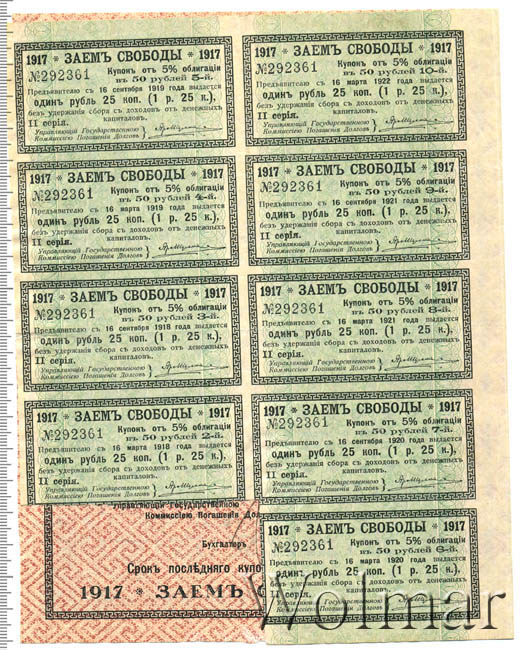 1917 * ЗАЕМЪ СВОБОДЫ * 1917
№292361 Купонъ отъ 5% облигаціи
въ 50 рублей 5-й.
Предъявителю съ 16 сентября 1919 года выдается
одинъ рубль 25 коп. (1 р. 25 к.),
безъ удержанія сбора съ доходовъ отъ денежныхъ
капиталовъ.
II серія.
Управляющій Государственною
Коммиссіею Погашенія Долговъ
1917 * ЗАЕМЪ СВОБОДЫ * 1917
№292361 Купонъ отъ 5% облигаціи
въ 50 рублей 10-й.
Предъявителю съ 16 марта 1922 года выдается
одинъ рубль 25 коп. (1 р. 25 к.),
безъ удержанія сбора съ доходовъ отъ денежныхъ
капиталовъ.
II серія.
Управляющій Государственною
Коммиссіею Погашенія Долговъ
1917 * ЗАЕМЪ СВОБОДЫ * 1917
№292361 Купонъ отъ 5% облигаціи
въ 50 рублей 4-й.
Предъявителю съ 16 марта 1919 года выдается
одинъ рубль 25 коп. (1 р. 25 к.),
безъ удержанія сбора съ доходовъ отъ денежныхъ
капиталовъ.
II серія.
Управляющій Государственною
Коммиссіею Погашенія Долговъ
1917 * ЗАЕМЪ СВОБОДЫ * 1917
№292361 Купонъ отъ 5% облигаціи
въ 50 рублей 9-й.
Предъявителю съ 16 сентября 1921 года выдается
одинъ рубль 25 коп. (1 р. 25 к.),
безъ удержанія сбора съ доходовъ отъ денежныхъ
капиталовъ.
II серія.
Управляющій Государственною
Коммиссіею Погашенія Долговъ
1917 * ЗАЕМЪ СВОБОДЫ * 1917
№292361 Купонъ отъ 5% облигаціи
въ 50 рублей 3-й.
Предъявителю съ 16 сентября 1918 года выдается
одинъ рубль 25 коп. (1 р. 25 к.),
безъ удержанія сбора съ доходовъ отъ денежныхъ
капиталовъ.
II серія.
Управляющій Государственною
Коммиссіею Погашенія Долговъ
1917 * ЗАЕМЪ СВОБОДЫ * 1917
№292361 Купонъ отъ 5% облигаціи
въ 50 рублей 8-й.
Предъявителю съ 16 марта 1921 года выдается
одинъ рубль 25 коп. (1 р. 25 к.),
безъ удержанія сбора съ доходовъ отъ денежныхъ
капиталовъ.
II серія.
Управляющій Государственною
Коммиссіею Погашенія Долговъ
1917 * ЗАЕМЪ СВОБОДЫ * 1917
№292361 Купонъ отъ 5% облигаціи
въ 50 рублей 2-й.
Предъявителю съ 16 марта 1918 года выдается
одинъ рубль 25 коп. (1 р. 25 к.),
безъ удержанія сбора съ доходовъ отъ денежныхъ
капиталовъ.
II серія.
Управляющій Государственною
Коммиссіею Погашенія Долговъ
1917 * ЗАЕМЪ СВОБОДЫ * 1917
№292361 Купонъ отъ 5% облигаціи
въ 50 рублей 7-й.
Предъявителю съ 16 сентября 1920 года выдается
одинъ рубль 25 коп. (1 р. 25 к.),
безъ удержанія сбора съ доходовъ отъ денежныхъ
капиталовъ.
II серія.
Управляющій Государственною
Коммиссіею Погашенія Долговъ
Управляющій Государственною
Коммиссіею Погашенія Дол
Бухгалтеръ
Срокъ послѣдняго купо
1917 * ЗАЕМЪ С
1917 * ЗАЕМЪ СВОБОДЫ * 1917
№292361 Купонъ отъ 5% облигаціи
въ 50 рублей 6-й.
Предъявителю съ 16 марта 1920 года выдается
одинъ рубль 25 коп. (1 р. 25 к.),
безъ удержанія сбора съ доходовъ отъ денежныхъ
капиталовъ.
II серія.
Управляющій Государственною
Коммиссіею Погашенія Долговъ
Wolmar